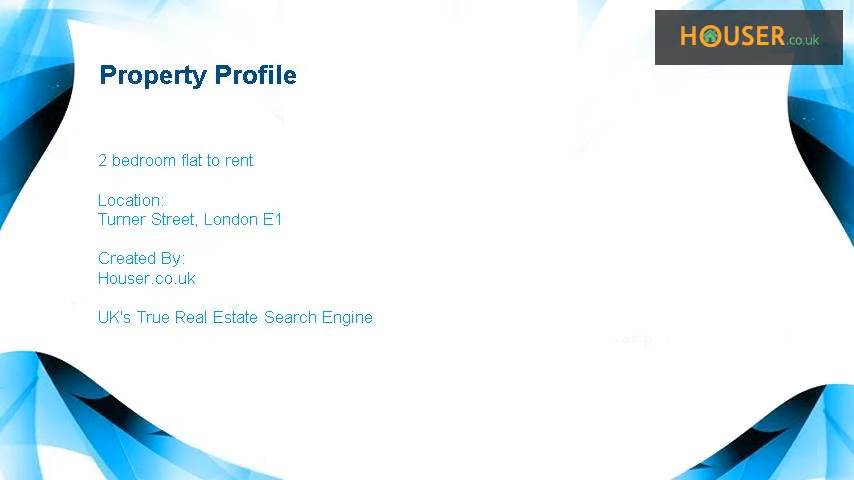 HOUSER.co.uk
Property Profile
2 bedroom flat to rent
Location:
Turner Street, London E1
Created By:
Houser.co.uk
UK's True Real Estate Search Engine